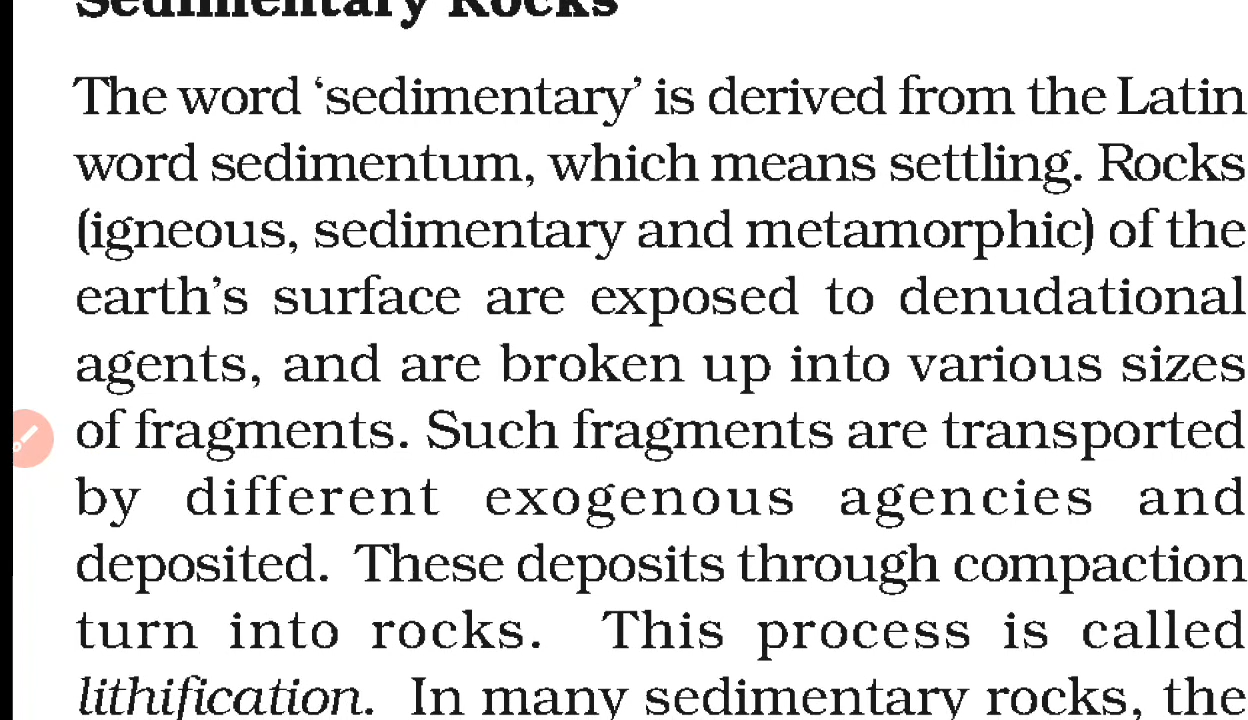 Sedimentary Rocks
The word ‘sedimentary’ is derived from the Latin
word sedimentum, which means settling. Rocks
(igneous, sedimentary and metamorphic) of the
earth’s surface are exposed to denudational
agents, and are broken up into various sizes
of fragments. Such fragments are transported
by different exogenous agencies and
deposited. These deposits through compaction
turn into rocks. This process is called
lithification. In many sedimentary rocks, the